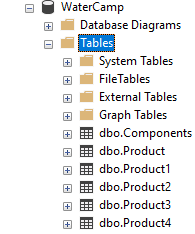 WaterCamp
Database Diagrams
Tables
System Tables
FileTables
External Tables
Graph Tables
dbo.Components
dbo.Product
dbo.Product1
dbo.Product2
dbo.Product3
dbo.Product4